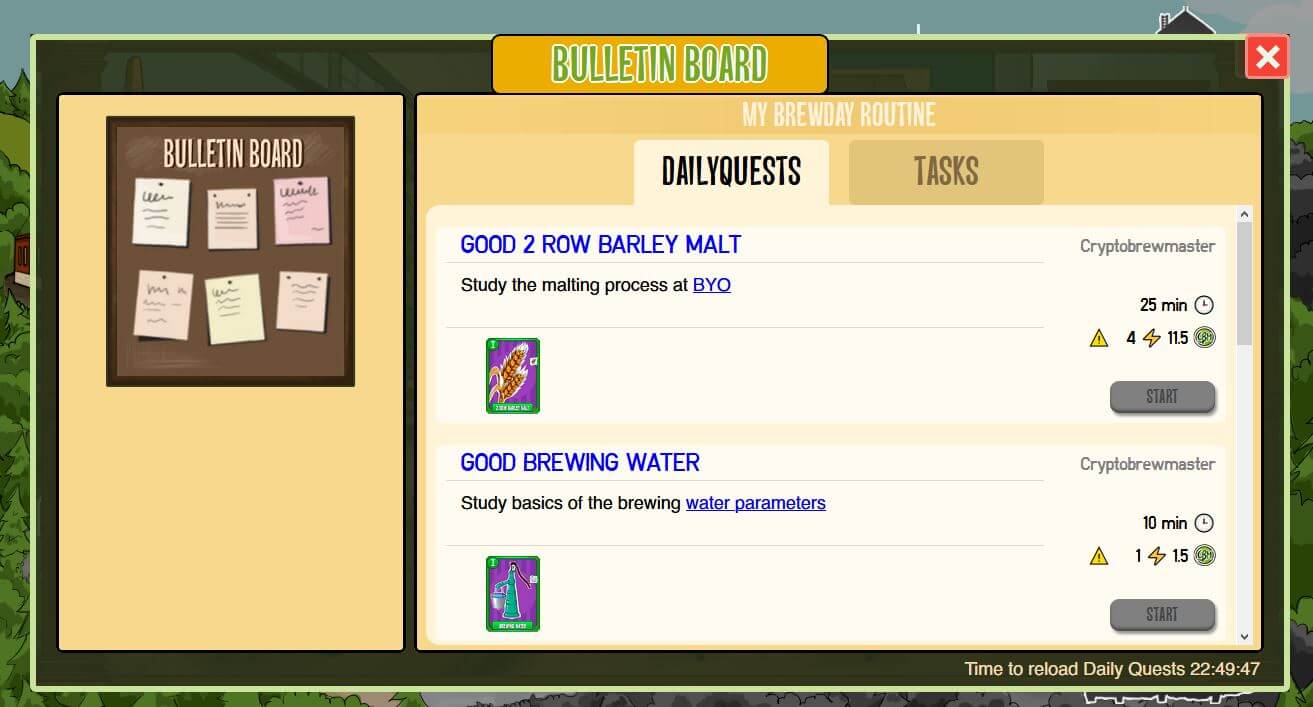 BULLETIN BOARD
BULLETIN BOARD
MY BREWDAY ROUTINE
DAILYQUESTS
TASKS
GOOD 2 ROW BARLEY MALT
Cryptobrewmaster
Study the malting process at BYO
25 min
4 11.5
I
2 ROW BARLEY MALT
START
GOOD BREWING WATER
Cryptobrewmaster
Study basics of the brewing water parameters
10 min
1 1.5
I
BREWING WATER
START
Time to reload Daily Quests 22:49:47